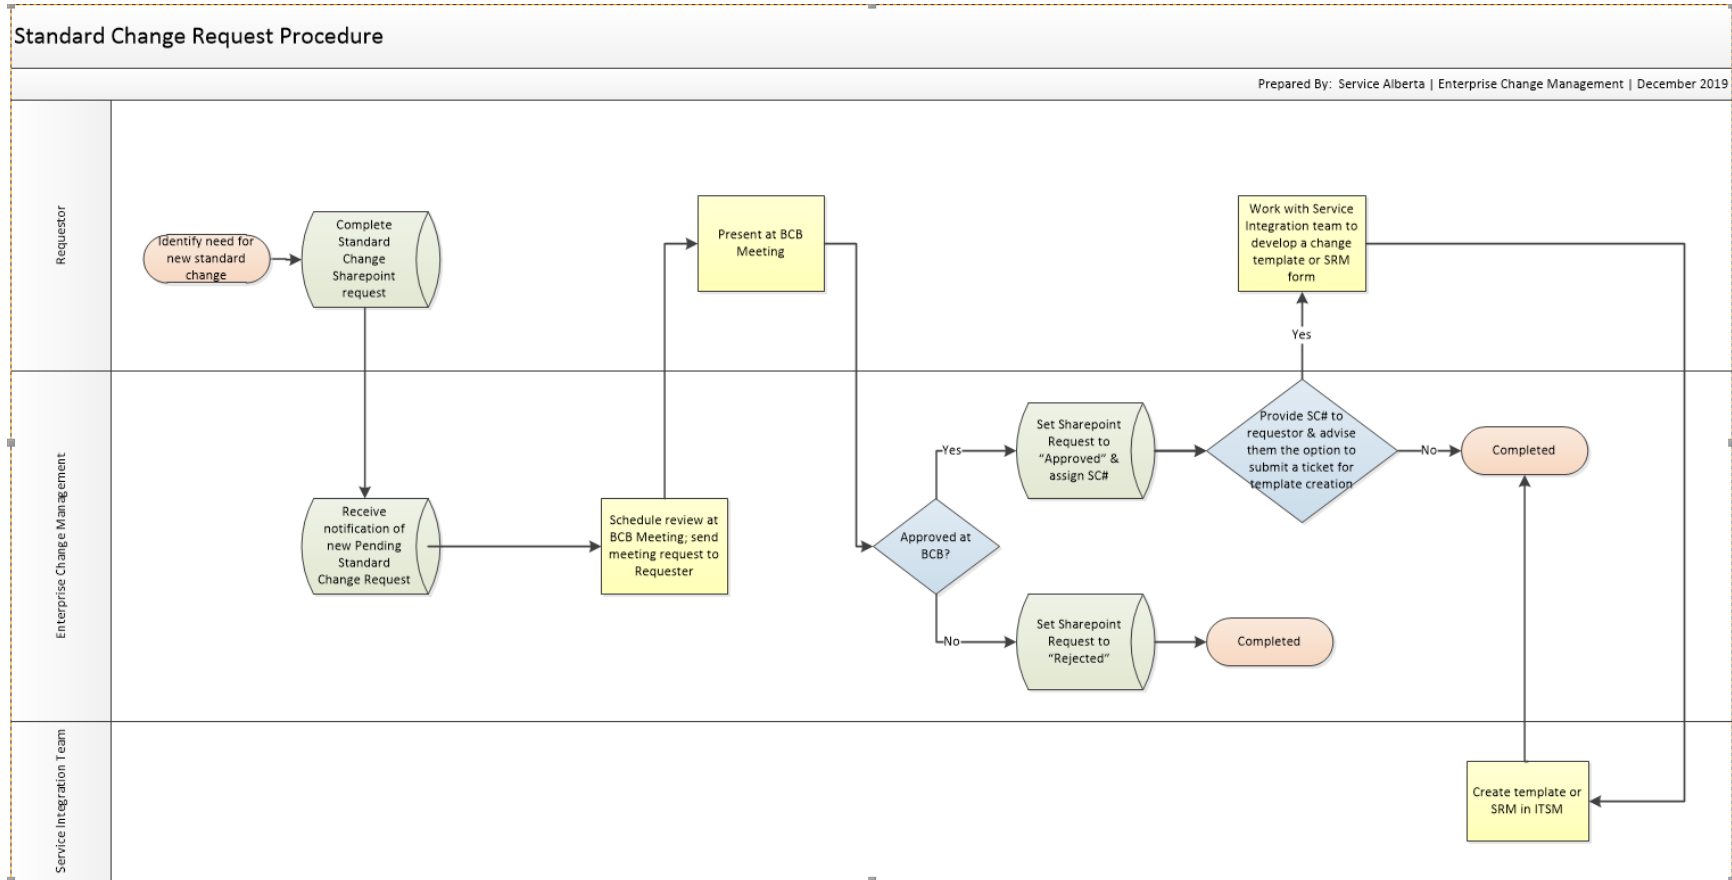 Standard Change Request Procedure
Prepared By:  Service Alberta | Enterprise Change Management | December 2019
Requestor
Identify need for
new standard
change
Complete
Standard
Change
Sharepoint
request
Present at BCB
Meeting
Work with Service
Integration team to
develop a change
template or SRM
form
Yes
Enterprise Change Management
Receive
notification of
new Pending
Standard
Change Request
Schedule review at
BCB Meeting; send
meeting request to
Requester
Approved at
BCB?
Yes
Set Sharepoint
Request to
“Approved” &
assign SC#
Provide SC# to
requestor & advise
them the option to
submit a ticket for
template creation
No
Completed
No
Set Sharepoint
Request to
“Rejected”
Completed
Service Integration Team
Create template or
SRM in ITSM